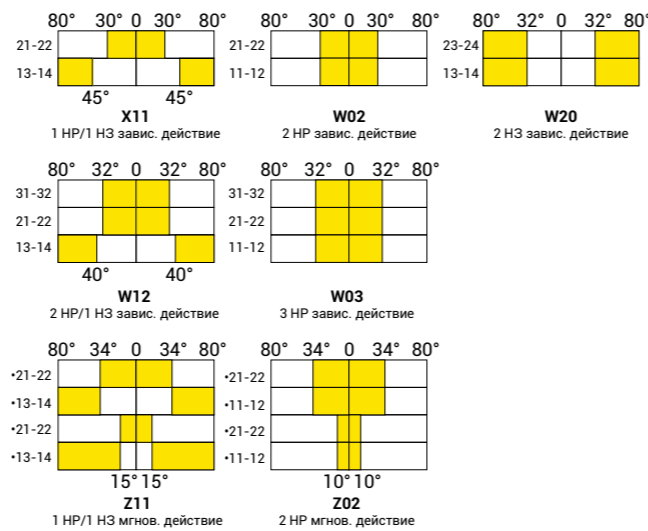 80° 30° 0 30° 80°
21-22
13-14
45° 45°
X11
1 НР/1 НЗ завис. действие
80° 32° 0 32° 80°
21-22
11-12
W02
2 НР завис. действие
80° 32° 0 32° 80°
23-24
13-14
W20
2 НЗ завис. действие
80° 32° 0 32° 80°
31-32
21-22
13-14
40° 40°
W12
2 НР/1 НЗ завис. действие
80° 32° 0 32° 80°
31-32
21-22
11-12
W03
3 НР завис. действие
80° 34° 0 34° 80°
•21-22
•13-14
•21-22
•13-14
15° 15°
Z11
1 НР/1 НЗ мгнов. действие
80° 34° 0 34° 80°
•21-22
•11-12
•21-22
•11-12
10° 10°
Z02
2 НР мгнов. действие